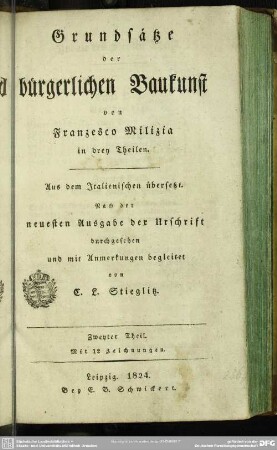 Grundsätze
der
bürgerlichen Baukunst
von
Franzesco Milizia
in drey Theilen.
Aus dem Italienischen übersetzt.
Nach der
neuesten Ausgabe der Urschrift
durchgesehen
und mit Anmerkungen begleitet
von
C. L. Stieglitz.
Zweyter Theil.
Mit 12 Zeichnungen.
Leipzig, 1824.
Bey E. B. Schwickert.
DFG